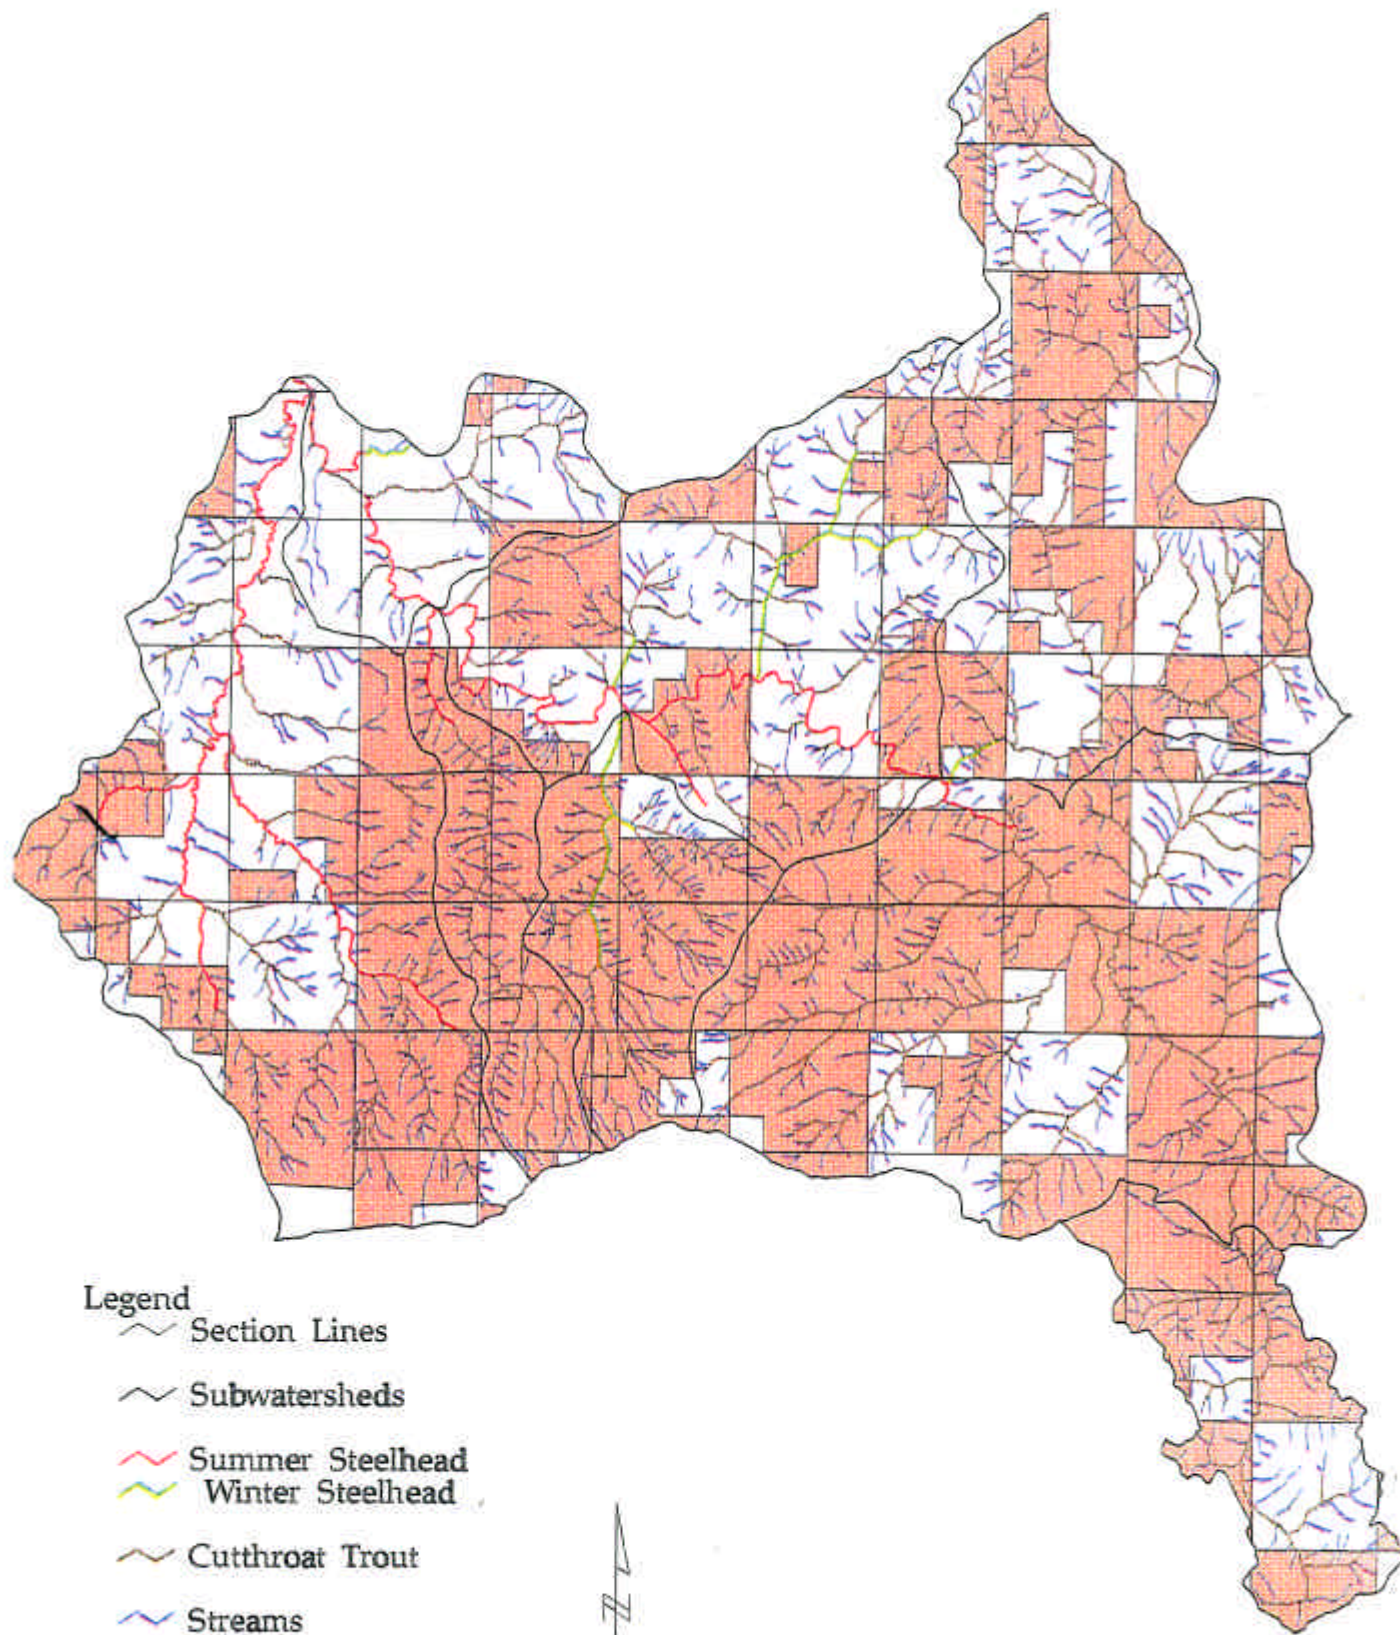 Legend
Section Lines
Subwatersheds
Summer Steelhead
Winter Steelhead
Cutthroat Trout
Streams